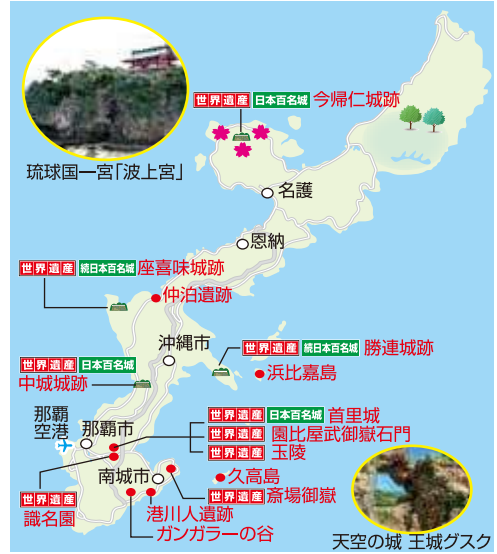 世界遺産 日本百名城 今帰仁城跡
琉球国一宮「波上宮」
名護
恩納
世界遺産 続日本百名城 座喜味城跡
仲泊遺跡
沖縄市
世界遺産 続日本百名城 勝連城跡
世界遺産 日本百名城
中城城跡
浜比嘉島
那覇
空港
那覇市
世界遺産 日本百名城 首里城
世界遺産 園比屋武御嶽石門
世界遺産 玉陵
南城市
久高島
世界遺産 斎場御嶽
世界遺産
識名園
港川人遺跡
ガンガラーの谷
天空の城 玉城グスク